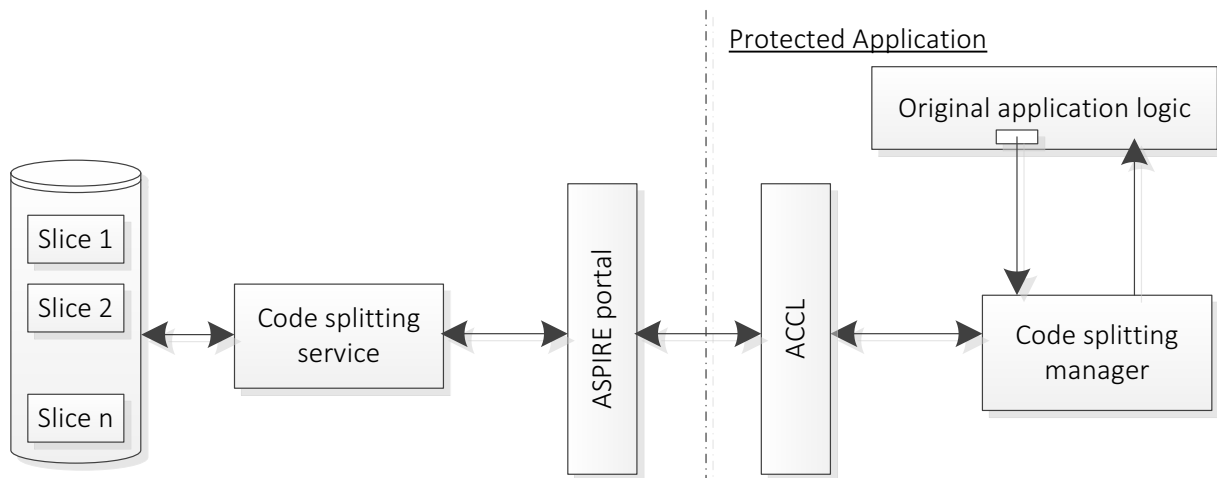 Protected Application
Original application logic
Slice 1
Slice 2
Slice n
Code splitting
service
ASPIRE portal
ACCL
Code splitting
manager